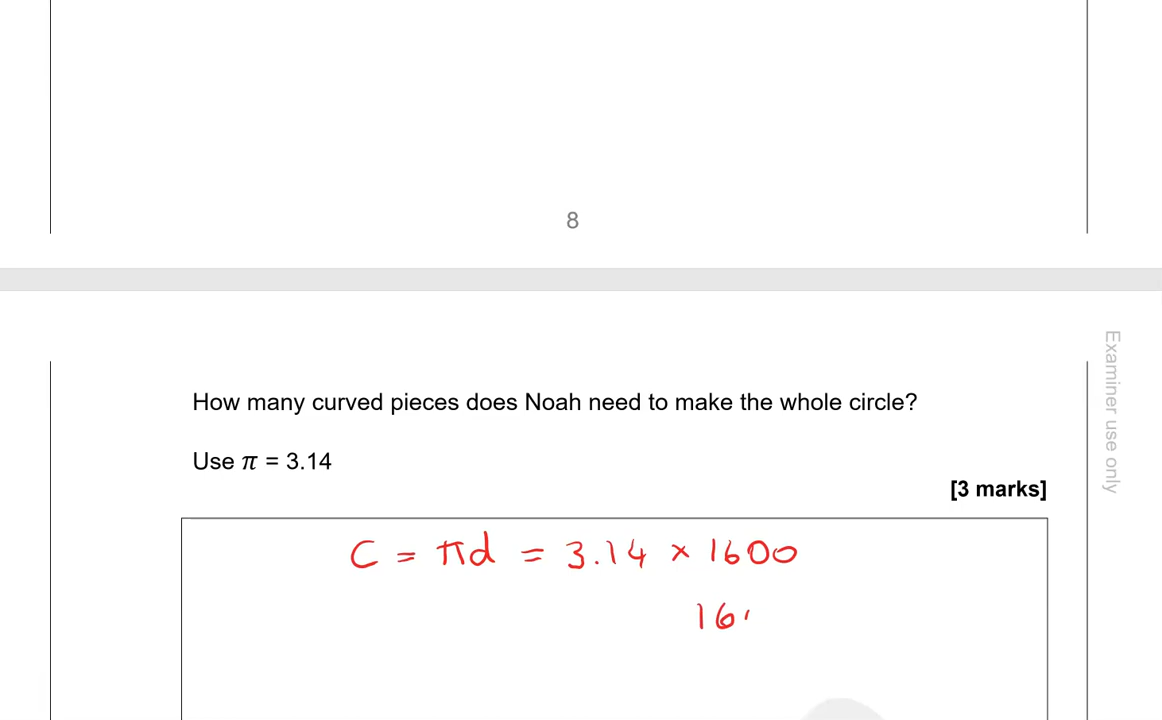 8
Examiner use only
How many curved pieces does Noah need to make the whole circle?
Use π = 3.14
[3 marks]
C = πd = 3.14 × 1600
16